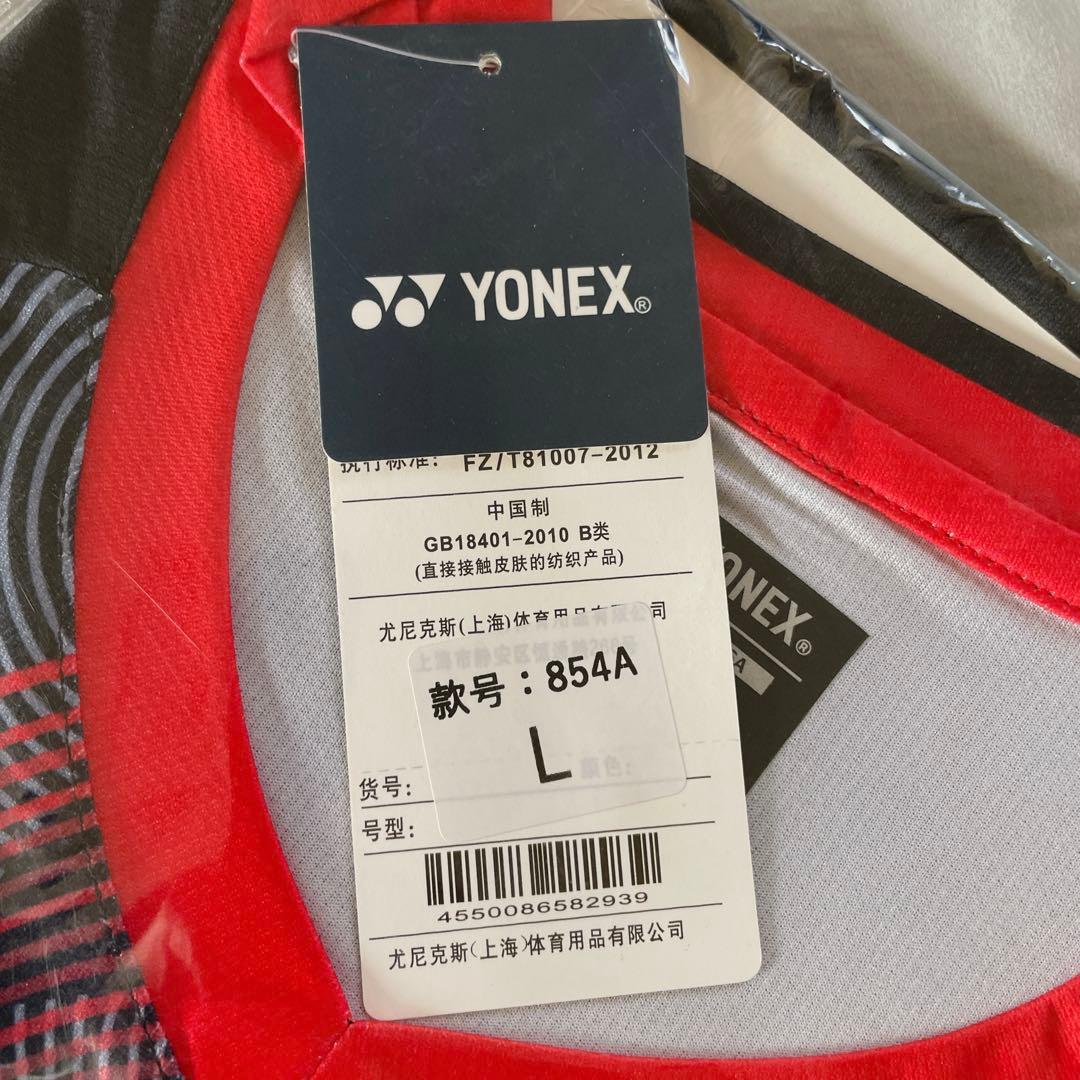 YONEX®
执行标准: FZ/T81007-2012
中国制
GB18401-2010 B类
(直接接触皮肤的纺织产品)
尤尼克斯(上海)体育用品有限公司
款号:854A
L
颜色:
货号:
号型:
4550086582939
尤尼克斯(上海)体育用品有限公司
YONEX®